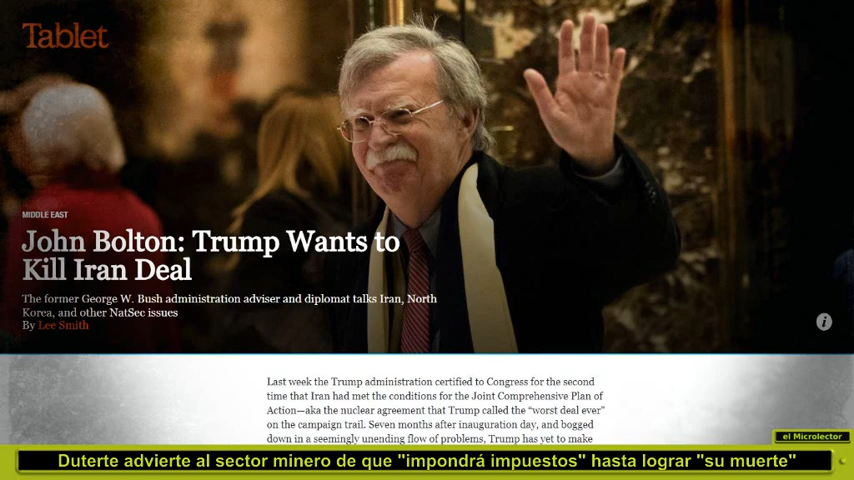 Tablet
MIDDLE EAST
John Bolton: Trump Wants to
Kill Iran Deal
The former George W. Bush administration adviser and diplomat talks Iran, North
Korea, and other NatSec issues
By Lee Smith
i
Last week the Trump administration certified to Congress for the second
time that Iran had met the conditions for the Joint Comprehensive Plan of
Action—aka the nuclear agreement that Trump called the “worst deal ever”
on the campaign trail. Seven months after inauguration day, and bogged
down in a seemingly unending flow of problems, Trump has yet to make
el Microlector
Duterte advierte al sector minero de que "impondrá impuestos" hasta lograr "su muerte"